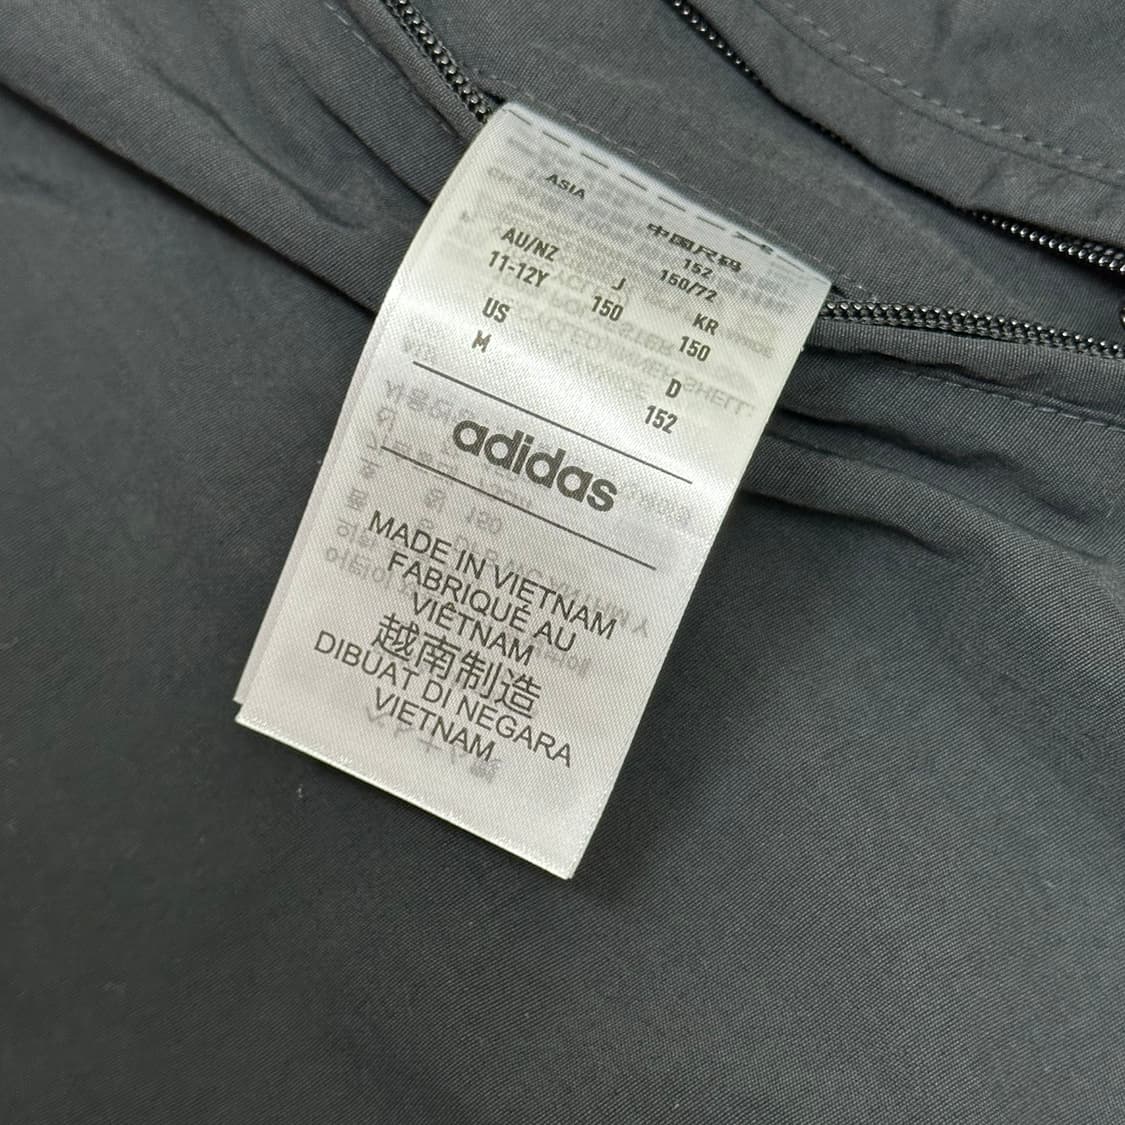 ASIA
中国尺码
152
150/72
AU/NZ
11-12Y
J
150
KR
150
US
M
D
152
adidas
MADE IN VIETNAM
FABRIQUÉ AU
VIÊTNAM
越南制造
DIBUAT DI NEGARA
VIETNAM